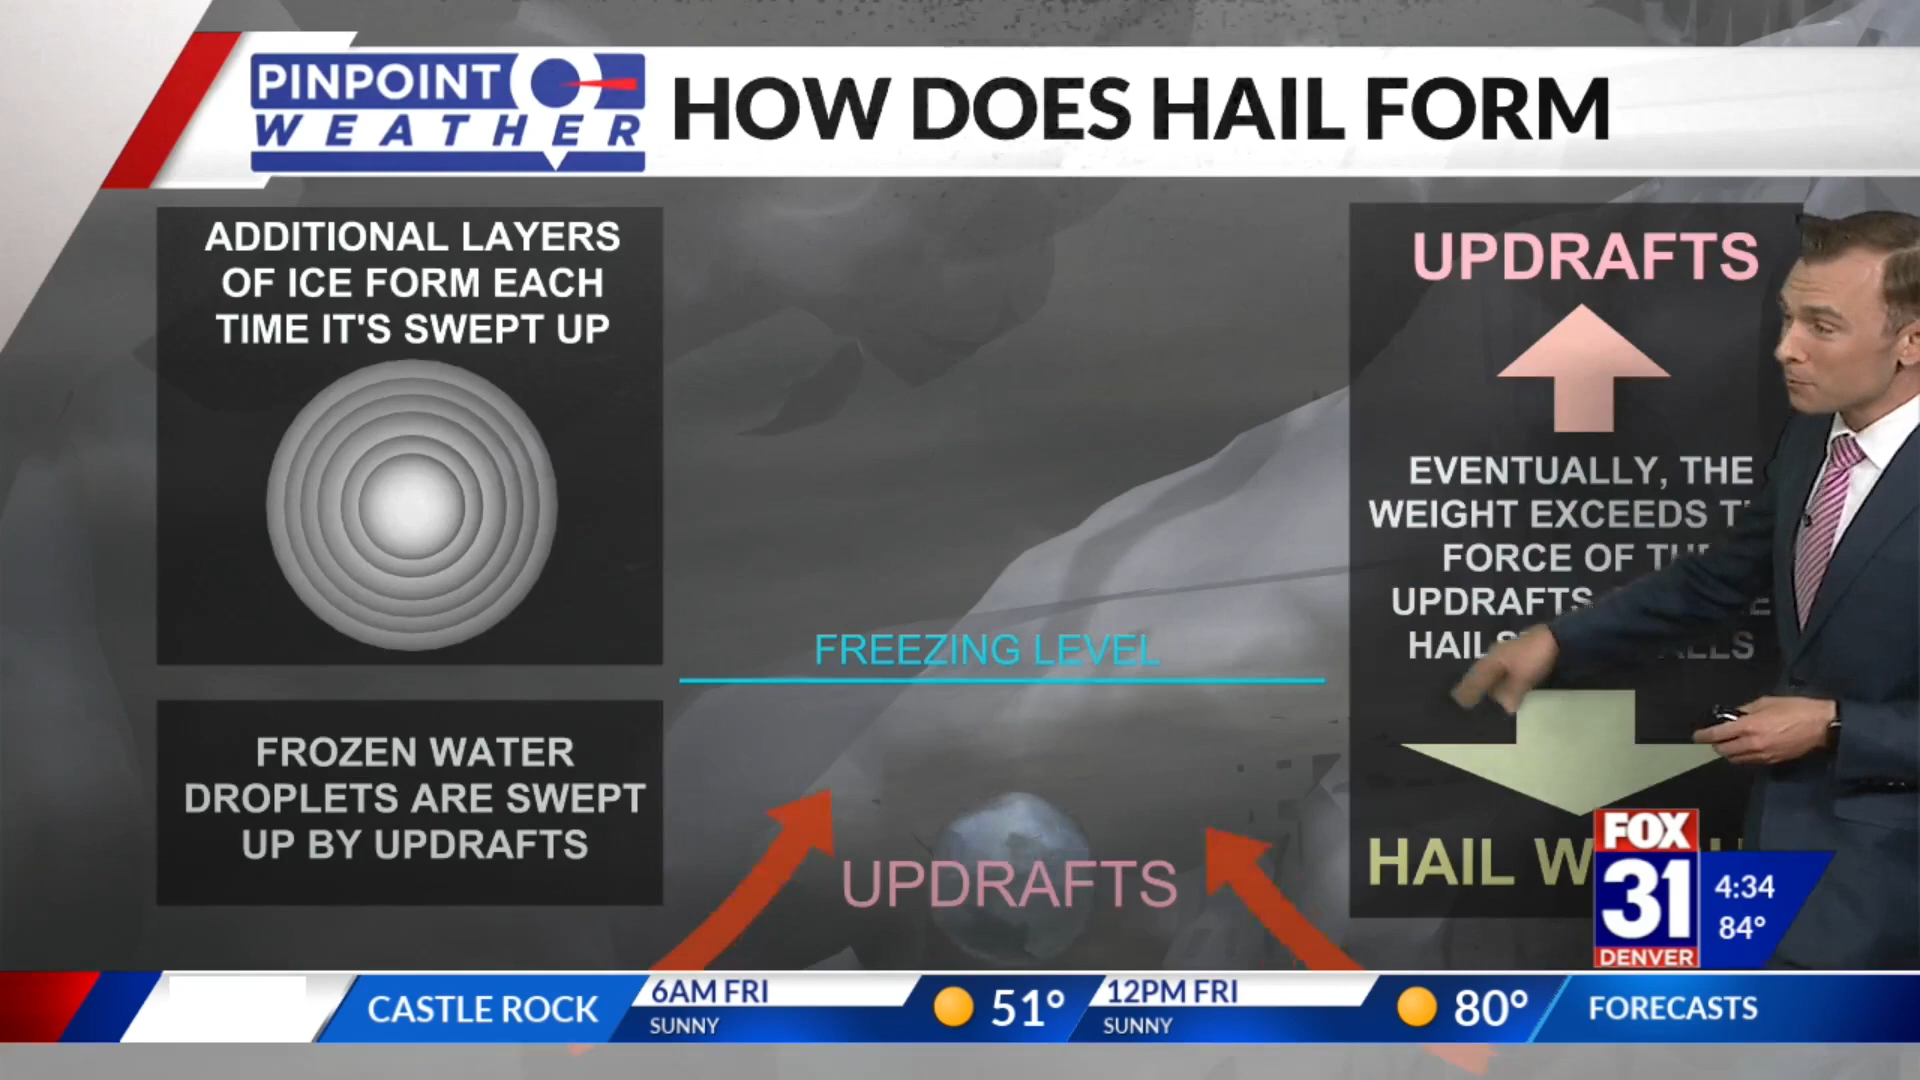 PINPOINT
WEATHER
HOW DOES HAIL FORM
ADDITIONAL LAYERS
OF ICE FORM EACH
TIME IT'S SWEPT UP
FROZEN WATER
DROPLETS ARE SWEPT
UP BY UPDRAFTS
FREEZING LEVEL
UPDRAFTS
UPDRAFTS
EVENTUALLY, THE
WEIGHT EXCEEDS
FORCE OF
UPDRAFTS
HAIL
FOX
31
DENVER
4:34
84°
CASTLE ROCK
6AM FRI
SUNNY
51°
12PM FRI
SUNNY
80°
FORECASTS